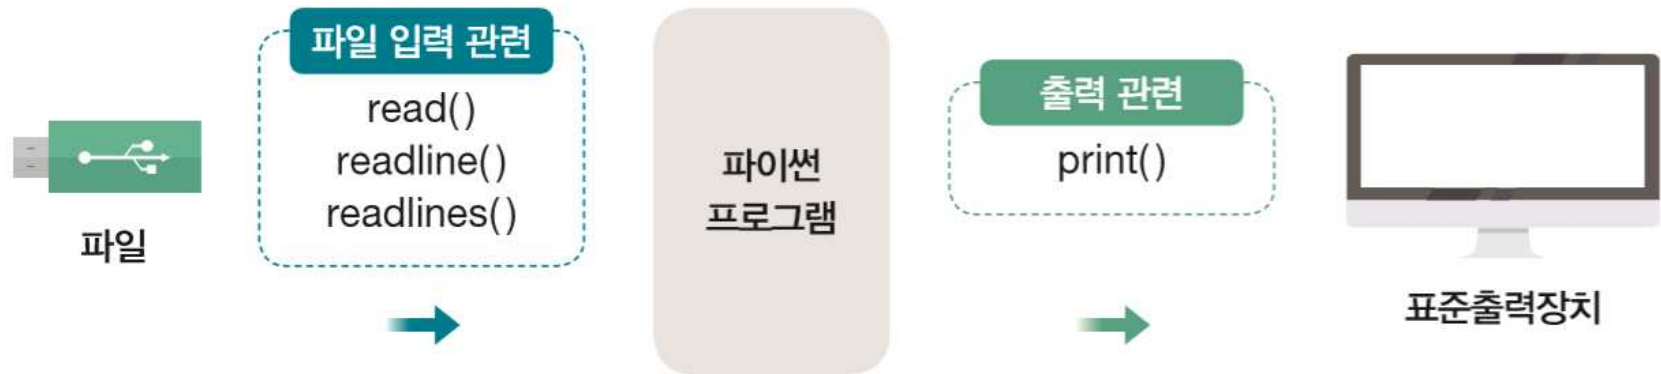 파일
파일 입력 관련
read()
readline()
readlines()
파이썬
프로그램
출력 관련
print()
표준출력장치